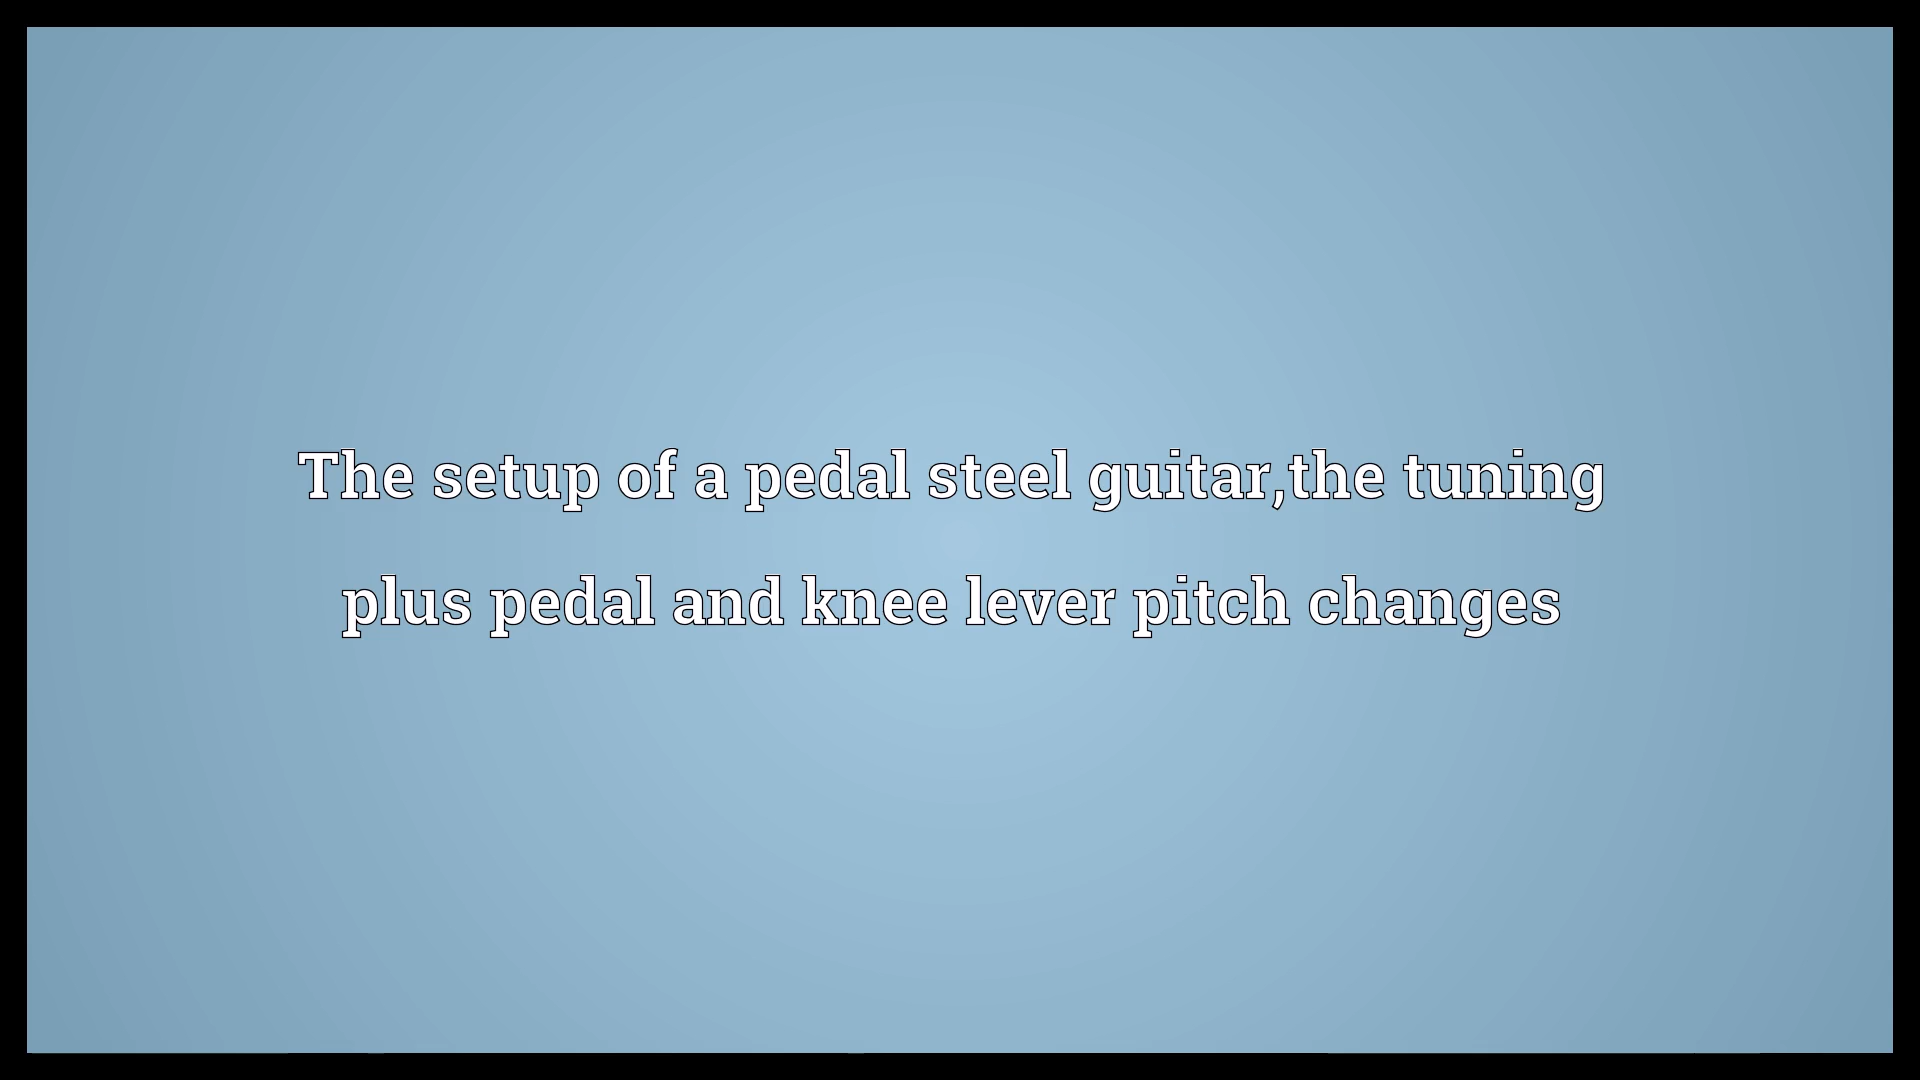 The setup of a pedal steel guitar,the tuning
plus pedal and knee lever pitch changes